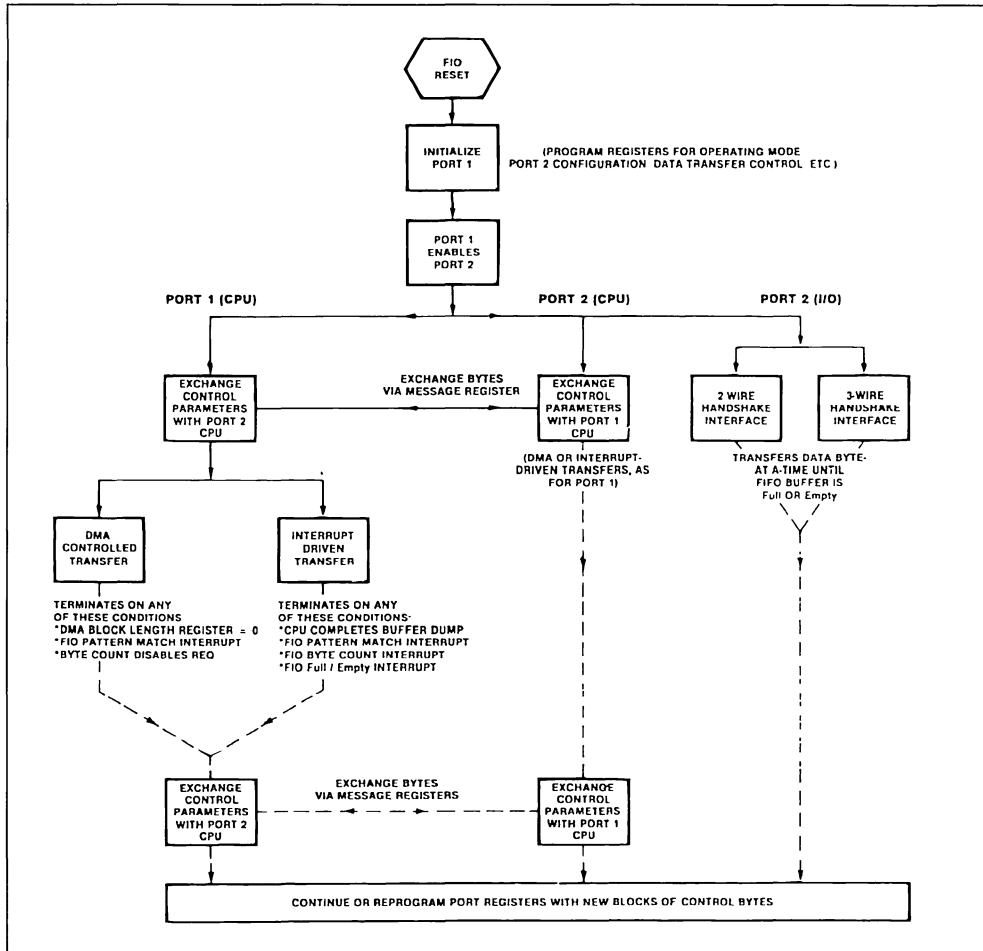 FIO
RESET
INITIALIZE
PORT 1
(PROGRAM REGISTERS FOR OPERATING MODE
PORT 2 CONFIGURATION DATA TRANSFER CONTROL ETC )
PORT 1
ENABLES
PORT 2
PORT 1 (CPU)
PORT 2 (CPU)
PORT 2 (I/O)
EXCHANGE
CONTROL
PARAMETERS
WITH PORT 2
CPU
EXCHANGE BYTES
VIA MESSAGE REGISTER
EXCHANGE
CONTROL
PARAMETERS
WITH PORT 1
CPU
2 WIRE
HANDSHAKE
INTERFACE
3-WIRE
HANDSHAKE
INTERFACE
(DMA OR INTERRUPT-
DRIVEN TRANSFERS, AS
FOR PORT 1)
TRANSFERS DATA BYTE-
AT A-TIME UNTIL
FIFO BUFFER IS
Full OR Empty
DMA
CONTROLLED
TRANSFER
INTERRUPT
DRIVEN
TRANSFER
TERMINATES ON ANY
OF THESE CONDITIONS
*DMA BLOCK LENGTH REGISTER = 0
*FIO PATTERN MATCH INTERRUPT
*BYTE COUNT DISABLES REQ
TERMINATES ON ANY
OF THESE CONDITIONS·
*CPU COMPLETES BUFFER DUMP
*FIO PATTERN MATCH INTERRUPT
*FIO BYTE COUNT INTERRUPT
*FIO Full / Empty INTERRUPT
EXCHANGE
CONTROL
PARAMETERS
WITH PORT 2
CPU
EXCHANGE BYTES
VIA MESSAGE REGISTERS
EXCHANGE
CONTROL
PARAMETERS
WITH PORT 1
CPU
CONTINUE OR REPROGRAM PORT REGISTERS WITH NEW BLOCKS OF CONTROL BYTES